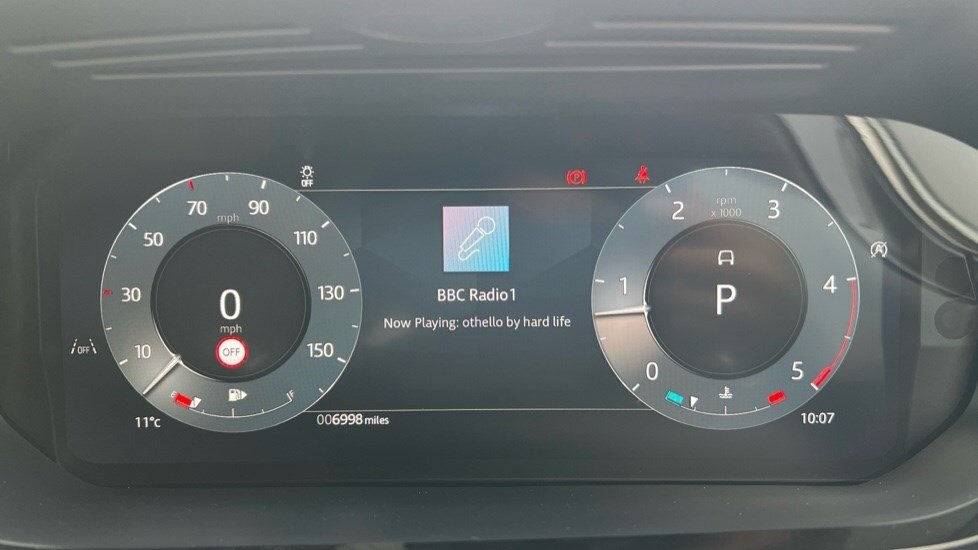 OFF
P
70
90
mph
50
110
30
130
10
150
0
mph
OFF
OFF
E
F
11°c
006998 miles
BBC Radio1
Now Playing: othello by hard life
rpm
x 1000
2
3
1
4
0
5
P
A
10:07